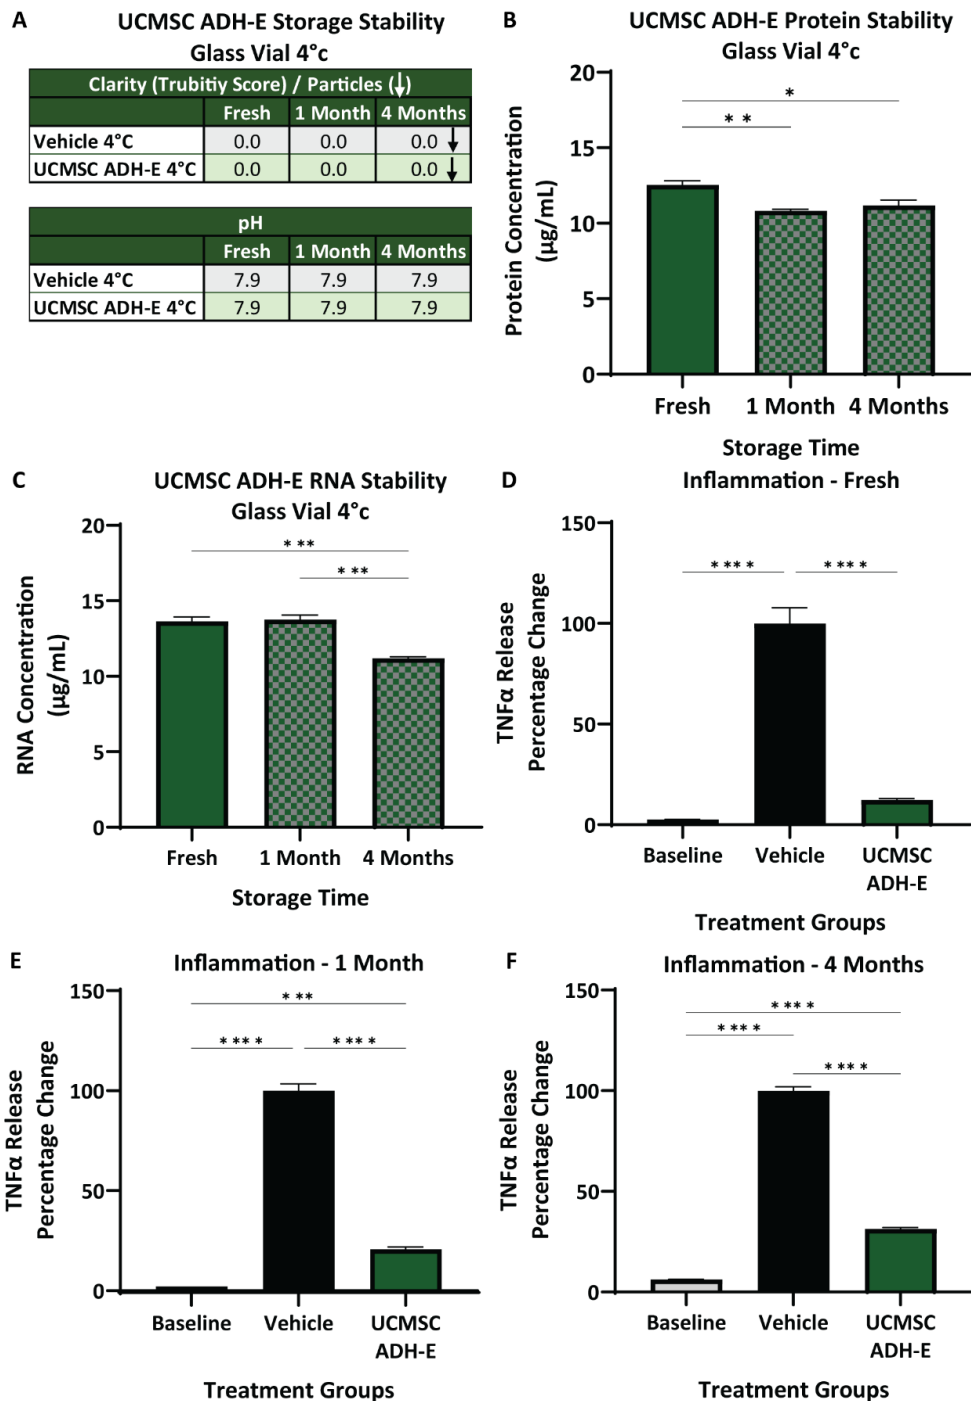 A
UCMSC ADH-E Storage Stability
Glass Vial 4°c
Clarity (Trubitiy Score) / Particles (↓)
Fresh 1 Month 4 Months
Vehicle 4°C 0.0 0.0 0.0 ↓
UCMSC ADH-E 4°C 0.0 0.0 0.0 ↓
pH
Fresh 1 Month 4 Months
Vehicle 4°C 7.9 7.9 7.9
UCMSC ADH-E 4°C 7.9 7.9 7.9
B
UCMSC ADH-E Protein Stability
Glass Vial 4°c
Protein Concentration
(µg/mL)
20
15
10
5
0
*
* *
Fresh 1 Month 4 Months
Storage Time
C
UCMSC ADH-E RNA Stability
Glass Vial 4°c
RNA Concentration
(µg/mL)
20
15
10
5
0
* **
* **
Fresh 1 Month 4 Months
Storage Time
D
Inflammation - Fresh
TNFα Release
Percentage Change
150
100
50
0
* ** *
* ** *
Baseline Vehicle UCMSC
ADH-E
Treatment Groups
E
Inflammation - 1 Month
TNFα Release
Percentage Change
150
100
50
0
* **
* ** *
* ** *
Baseline Vehicle UCMSC
ADH-E
Treatment Groups
F
Inflammation - 4 Months
TNFα Release
Percentage Change
150
100
50
0
* ** *
* ** *
* ** *
Baseline Vehicle UCMSC
ADH-E
Treatment Groups